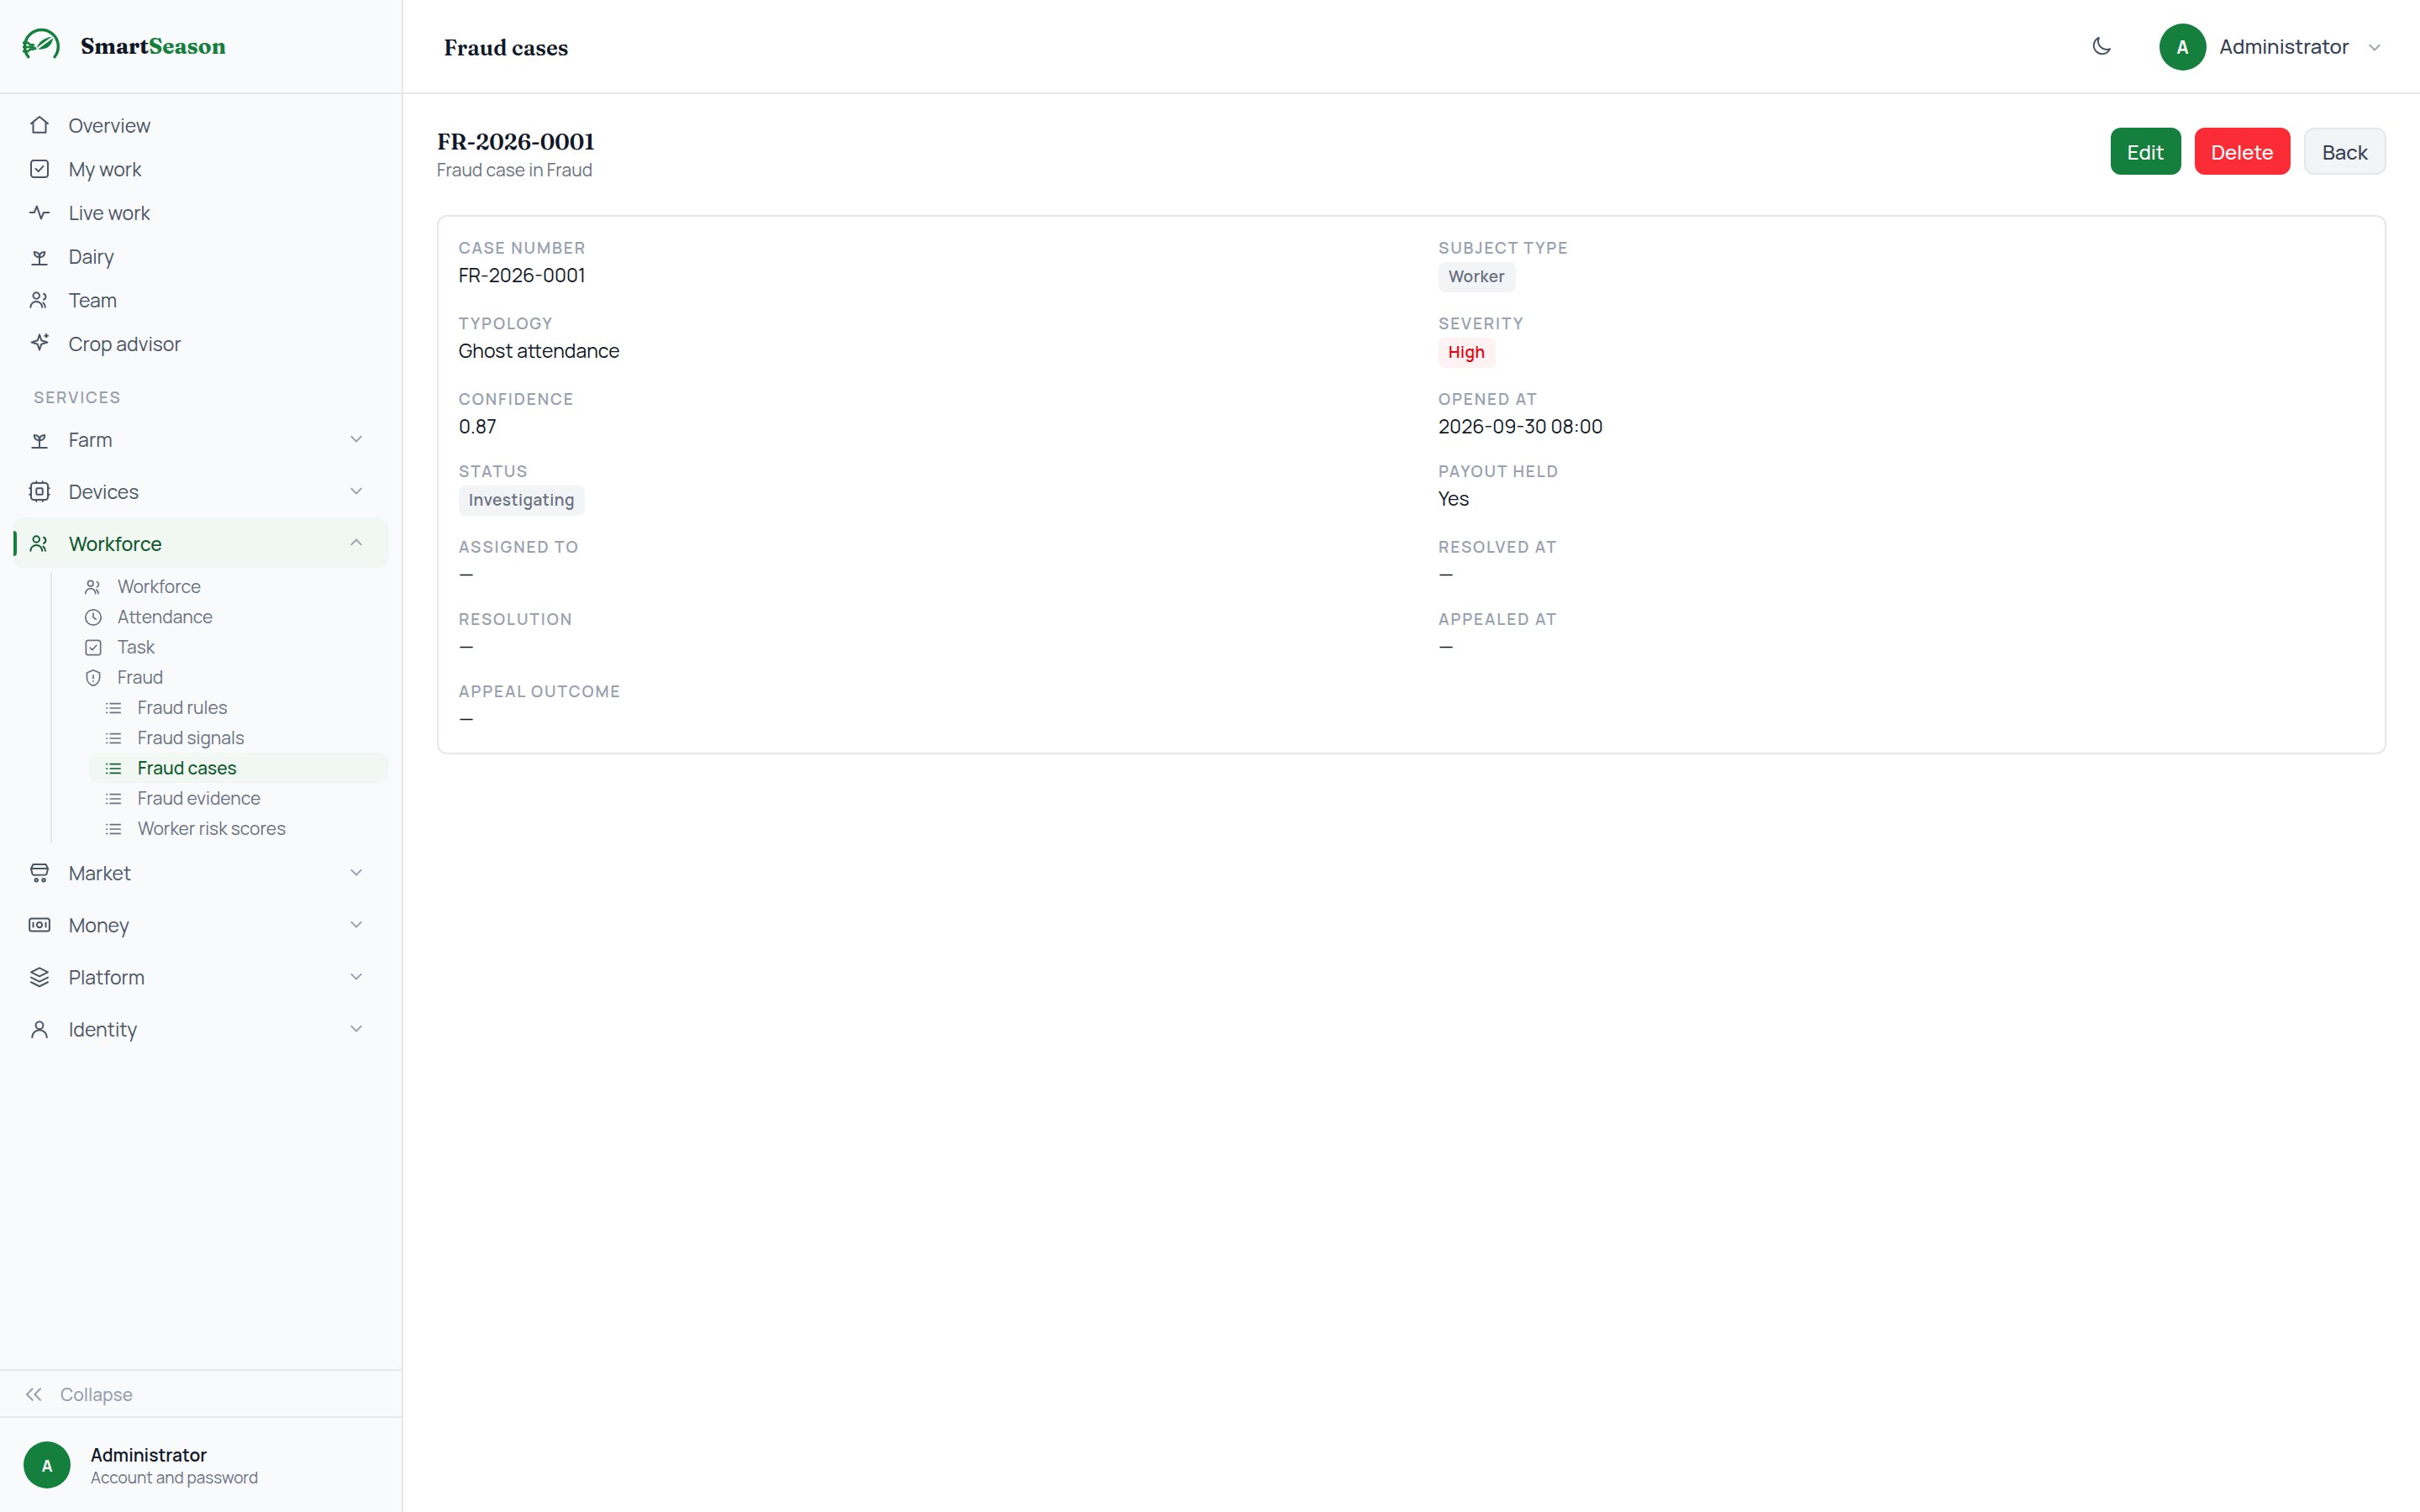 SmartSeason
Fraud cases
A
Administrator
Overview
My work
Live work
Dairy
Team
Crop advisor
SERVICES
Farm
Devices
Workforce
Workforce
Attendance
Task
Fraud
Fraud rules
Fraud signals
Fraud cases
Fraud evidence
Worker risk scores
Market
Money
Platform
Identity
Collapse
A
Administrator
Account and password
FR-2026-0001
Fraud case in Fraud
Edit
Delete
Back
CASE NUMBER
FR-2026-0001
SUBJECT TYPE
Worker
TYPOLOGY
Ghost attendance
SEVERITY
High
CONFIDENCE
0.87
OPENED AT
2026-09-30 08:00
STATUS
Investigating
PAYOUT HELD
Yes
ASSIGNED TO
—
RESOLVED AT
—
RESOLUTION
—
APPEALED AT
—
APPEAL OUTCOME
—